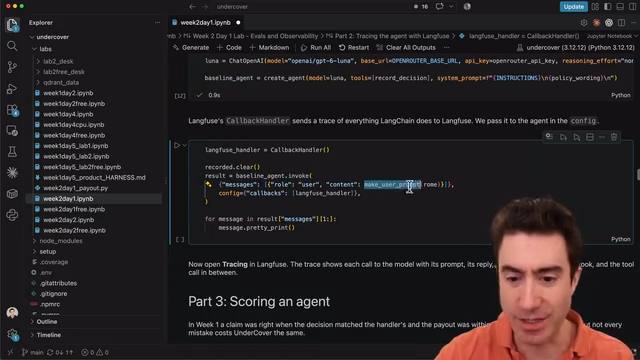 undercover
16
Update
Explorer
undercover
labs
lab2_desk
lab2free_desk
qdrant_data
week1day2.ipynb
week1day3.ipynb
week1day4.ipynb
week1day4cpu.ipynb
week1day4free.ipynb
week1day5.ipynb
week1day5_lab2.ipynb
week1day5_lab2free.ipynb
week1day5_product_HARNESS.md
week2day1_payout.py
week2day1.ipynb
week2day1free.ipynb
week2day2.ipynb
week2day2free.ipynb
node_modules
setup
.coverage
.env
.gitattributes
.gitignore
.npmrc
Outline
Timeline
week2day1.ipynb
labs > week2day1.ipynb > Week 2 Day 1 Lab - Evals and Observability > Part 2: Tracing the agent with Langfuse > langfuse_handler = CallbackHandler()
Generate + Code + Markdown | Run All Restart Clear All Outputs
undercover (3.12.12) (Python 3.12.12)
luna = ChatOpenAI(model="openai/gpt-6-luna", base_url=OPENROUTER_BASE_URL, api_key=openrouter_api_key, reasoning_effort="none"
baseline_agent = create_agent(model=luna, tools=[record_decision], system_prompt=f"{INSTRUCTIONS}\n{policy_wording}\n")
[12] 0.9s
Python
Langfuse's CallbackHandler sends a trace of everything LangChain does to Langfuse. We pass it to the agent in the config.
langfuse_handler = CallbackHandler()
recorded.clear()
result = baseline_agent.invoke(
{"messages": [{"role": "user", "content": make_user_prompt(rome)}]},
config={"callbacks": [langfuse_handler]},
)
for message in result["messages"][1:]:
message.pretty_print()
[ ]
Python
Now open Tracing in Langfuse. The trace shows each call to the model with its prompt, its reply,
ook, and the tool
call in between.
Part 3: Scoring an agent
In Week 1 a claim was right when the decision matched the handler's and the payout was within
ut not every
mistake costs UnderCover the same.